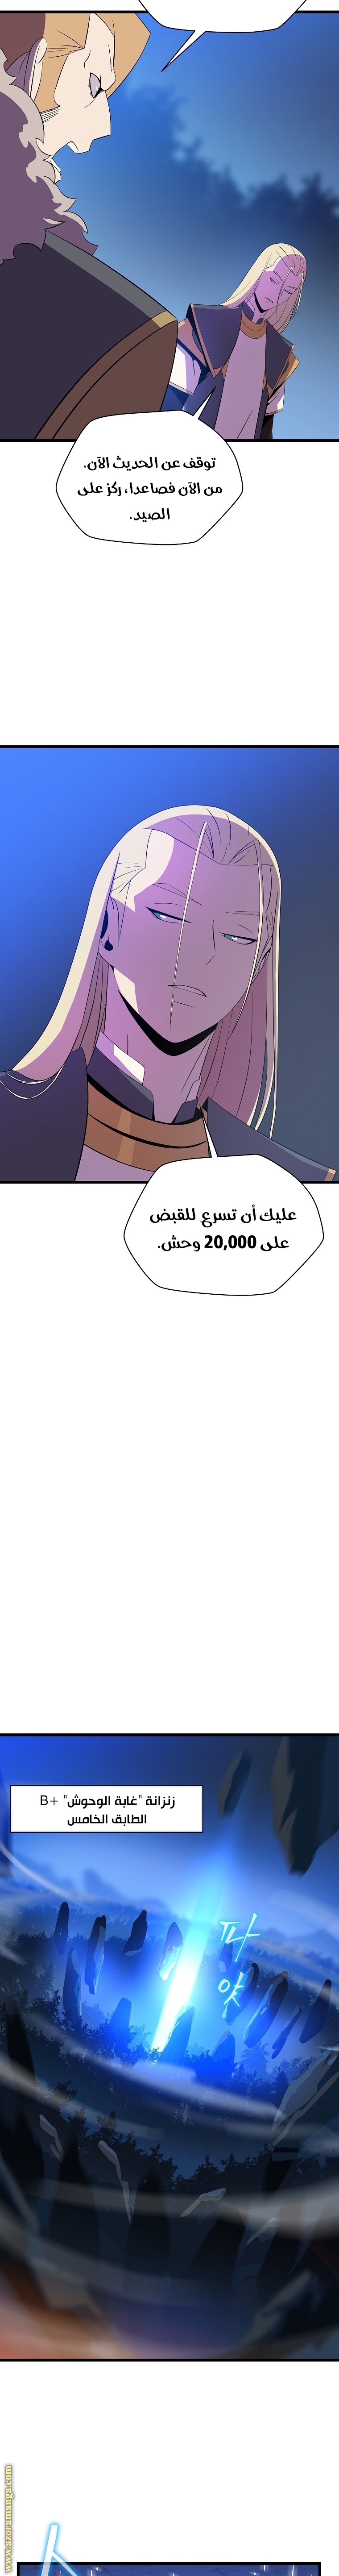 توقف عن الحديث الآن.
من الآن فصاعدا، ركز على
الصيد.
عليك أن تسرع للقبض
على 20,000 وحش.
زنزانة "غابة الوحوش" +B
الطابق الخامس
파
앗
www.azoramanga.com